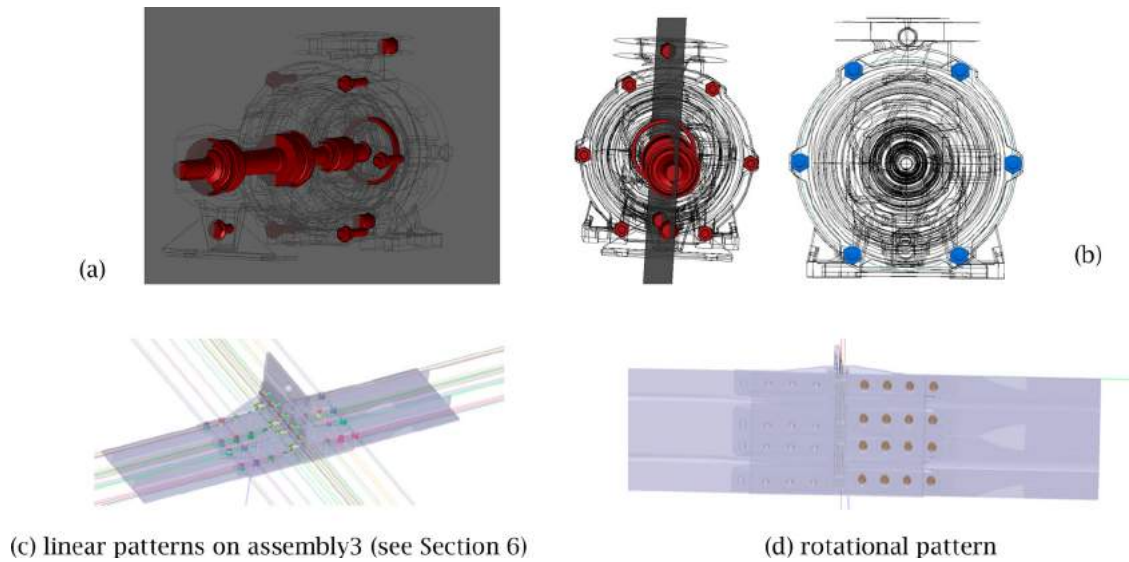 (a)
(b)
(c) linear patterns on assembly3 (see Section 6)
(d) rotational pattern